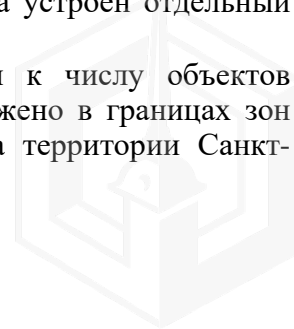 а устроен отдельный
к числу объектов
жено в границах зон
территории Санкт-